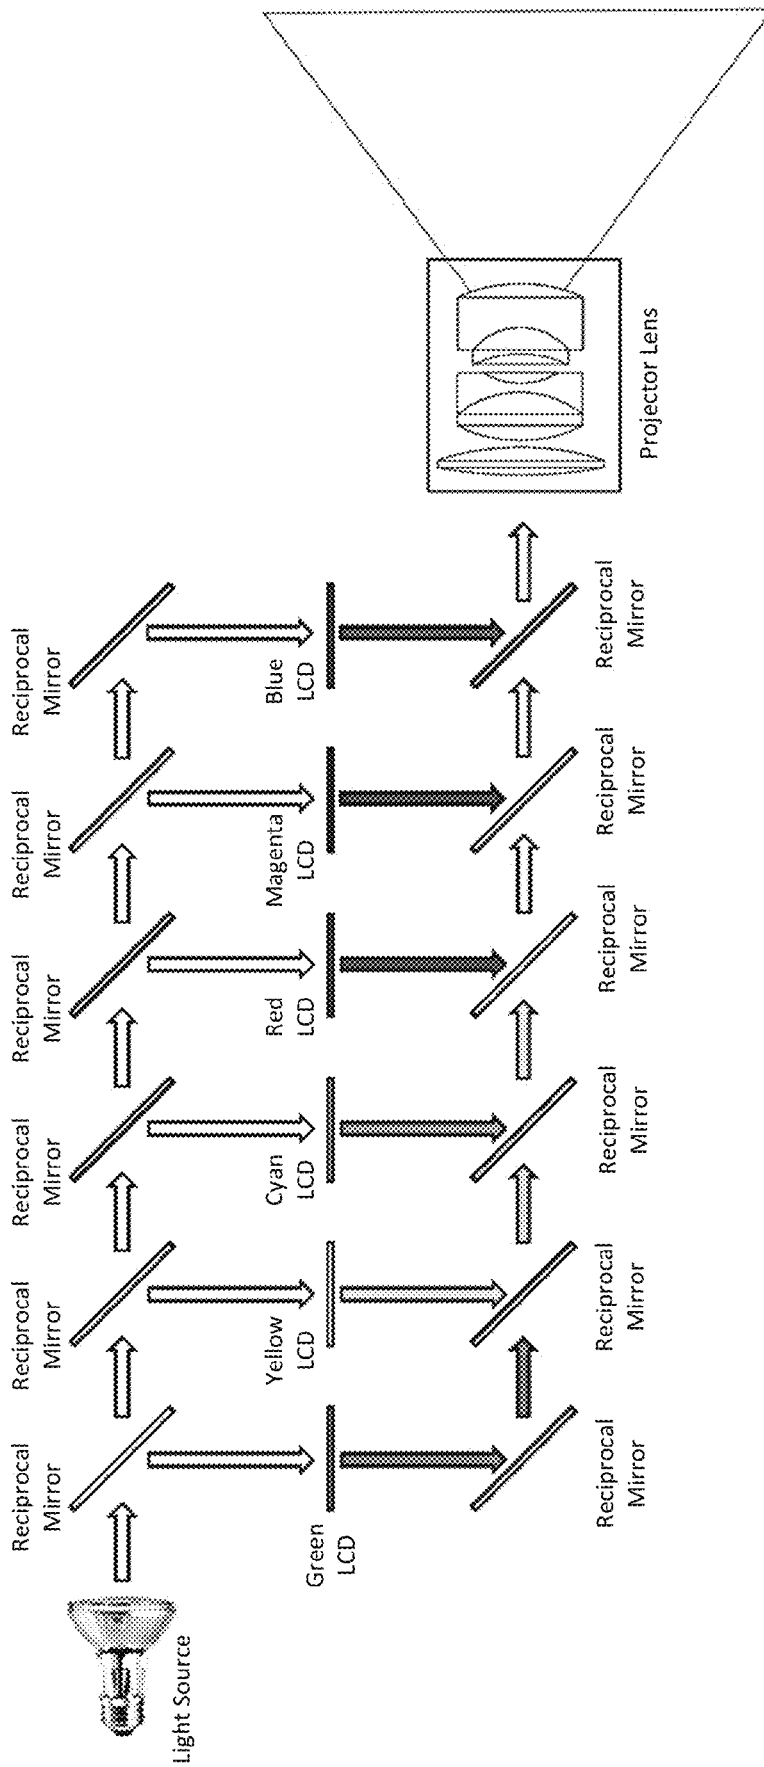 Light Source
Reciprocal
Mirror
Reciprocal
Mirror
Reciprocal
Mirror
Reciprocal
Mirror
Reciprocal
Mirror
Reciprocal
Mirror
Green
LCD
Yellow
LCD
Cyan
LCD
Red
LCD
Magenta
LCD
Blue
LCD
Reciprocal
Mirror
Reciprocal
Mirror
Reciprocal
Mirror
Reciprocal
Mirror
Reciprocal
Mirror
Reciprocal
Mirror
Projector Lens